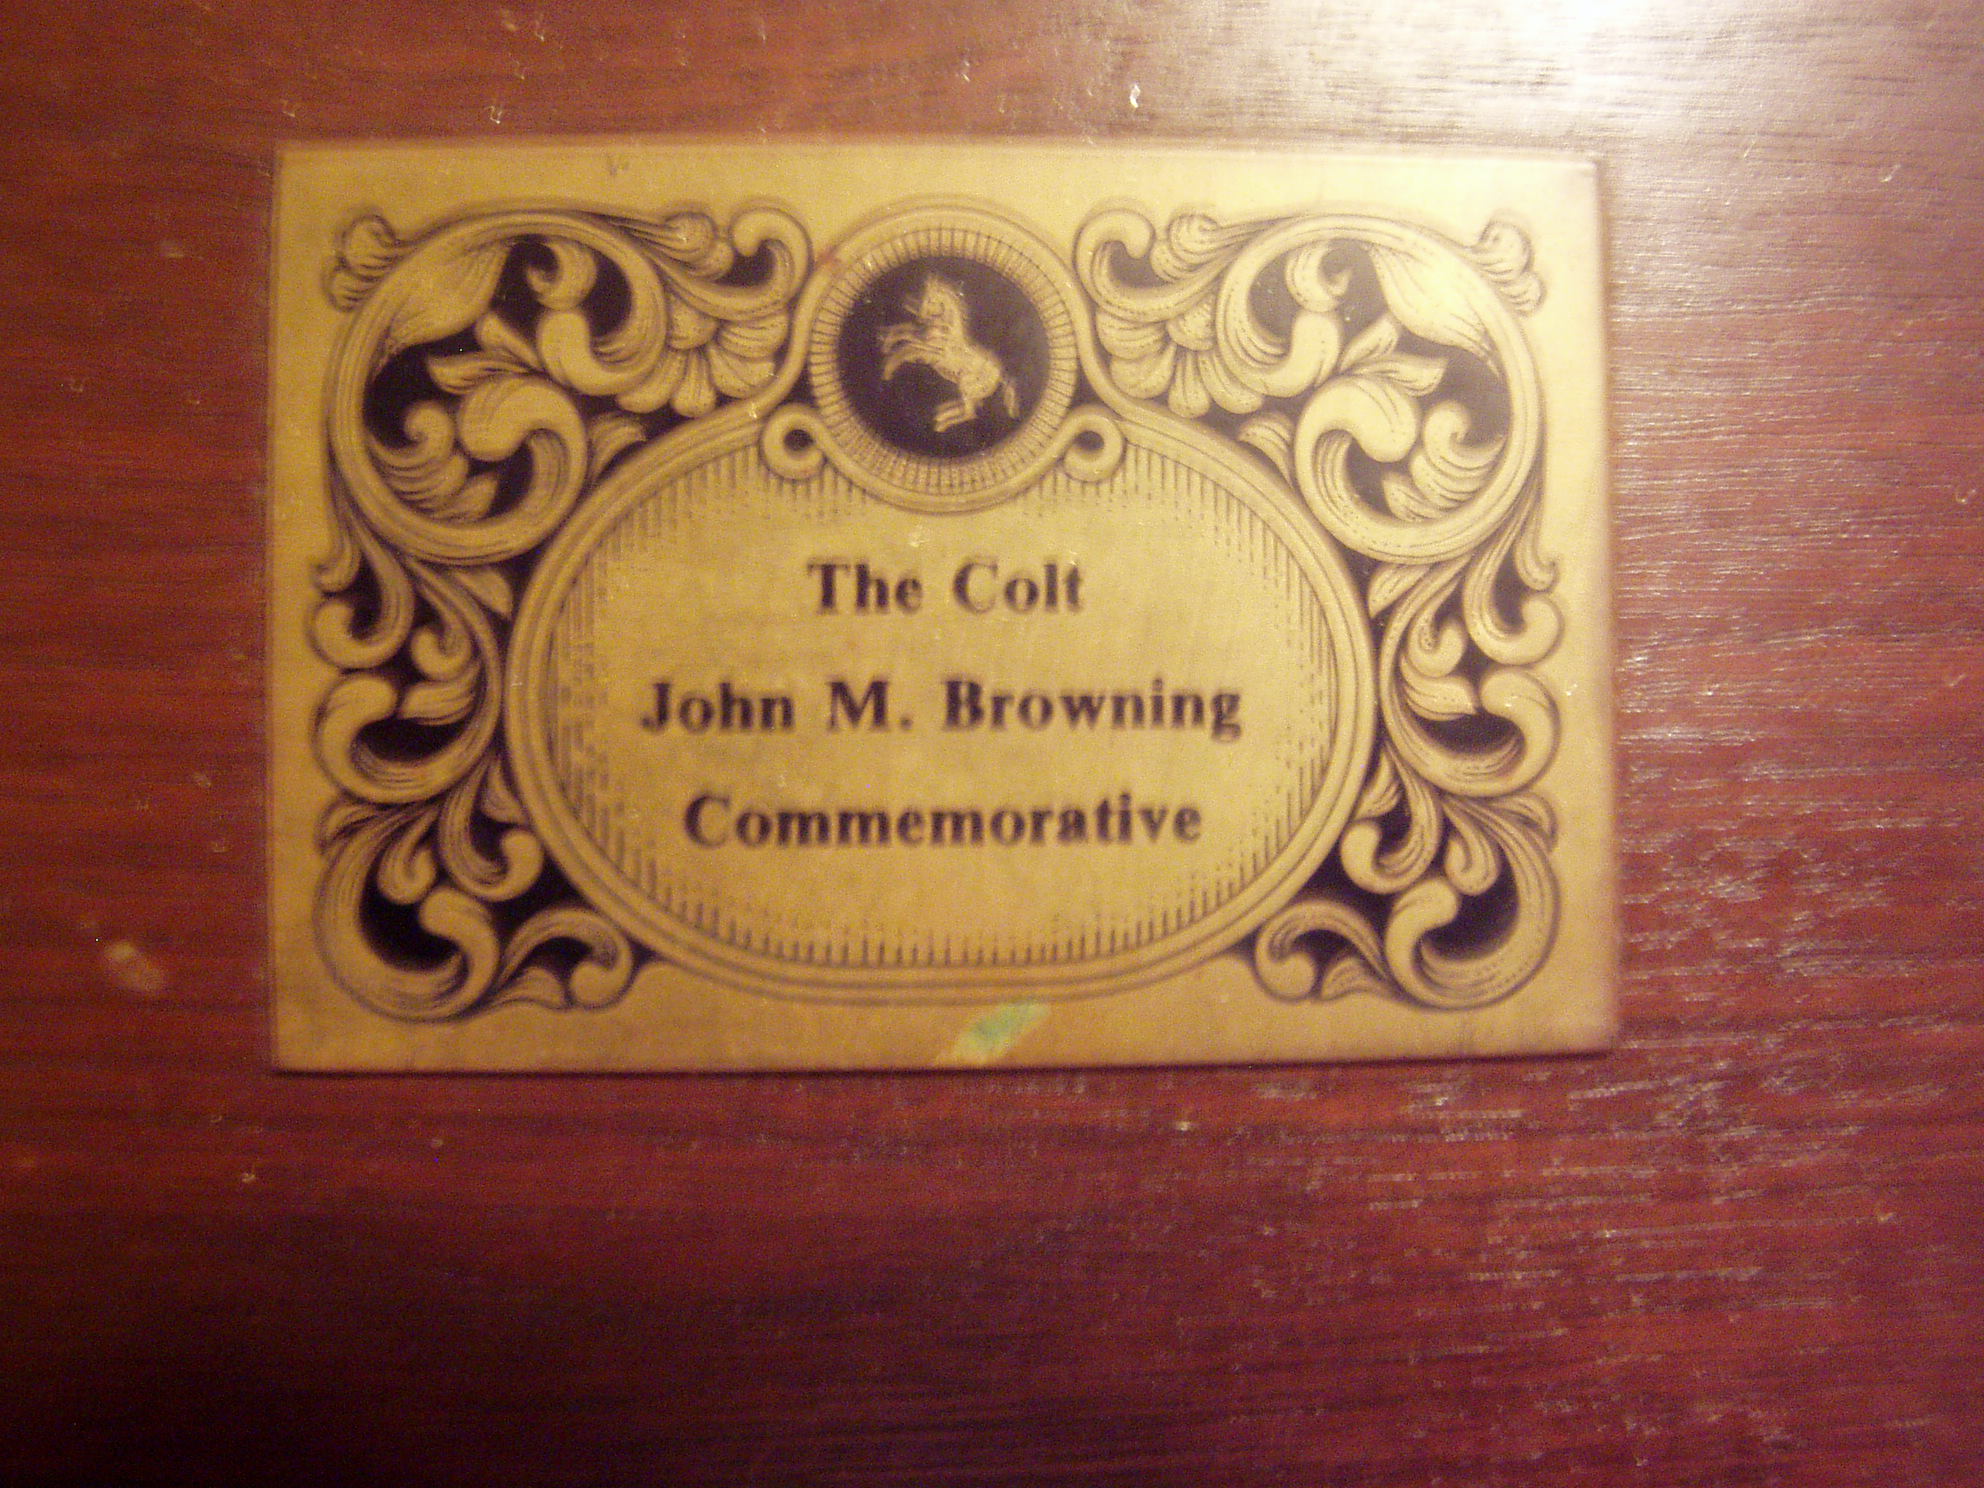 The Colt
John M. Browning
Commemorative